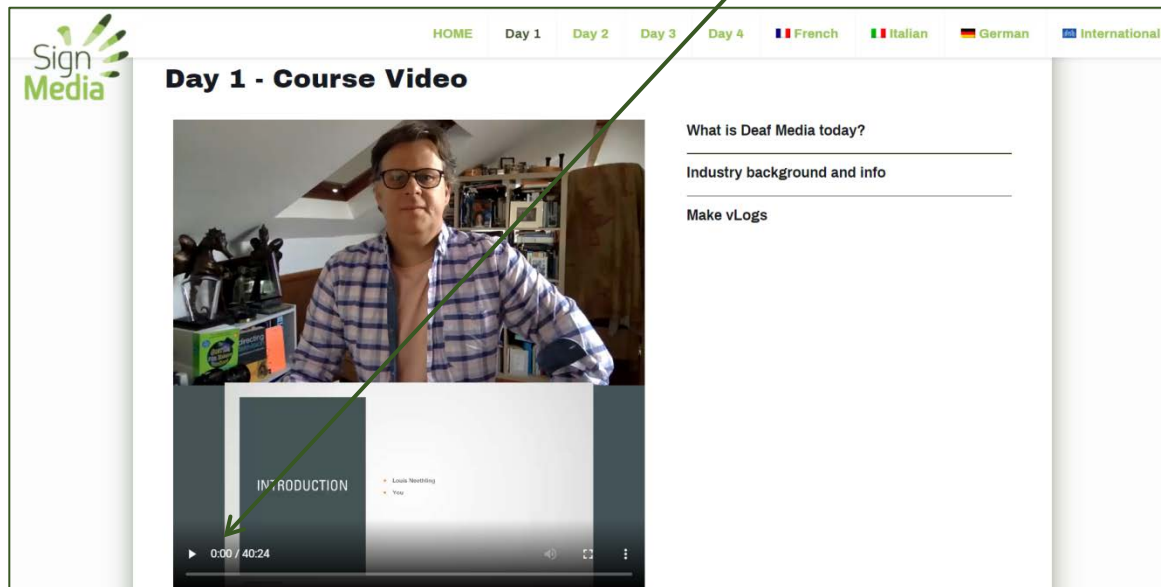 Sign
Media
HOME Day 1 Day 2 Day 3 Day 4 French Italian German International
Day 1 - Course Video
What is Deaf Media today?
Industry background and info
Make vLogs
directing
INTRODUCTION
Louis Neethling
You
0:00 / 40:24